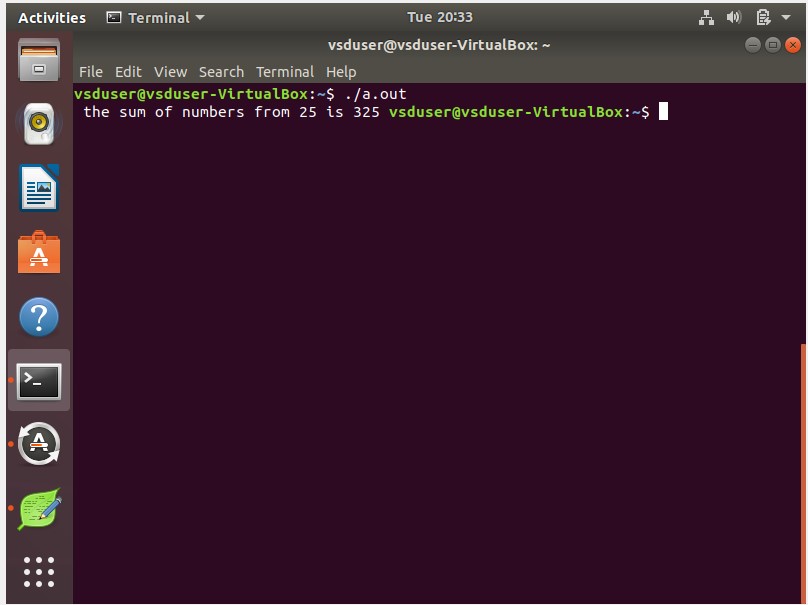 Activities Terminal Tue 20:33
vsduser@vsduser-VirtualBox: ~
File Edit View Search Terminal Help
vsduser@vsduser-VirtualBox:~$ ./a.out
the sum of numbers from 25 is 325 vsduser@vsduser-VirtualBox:~$